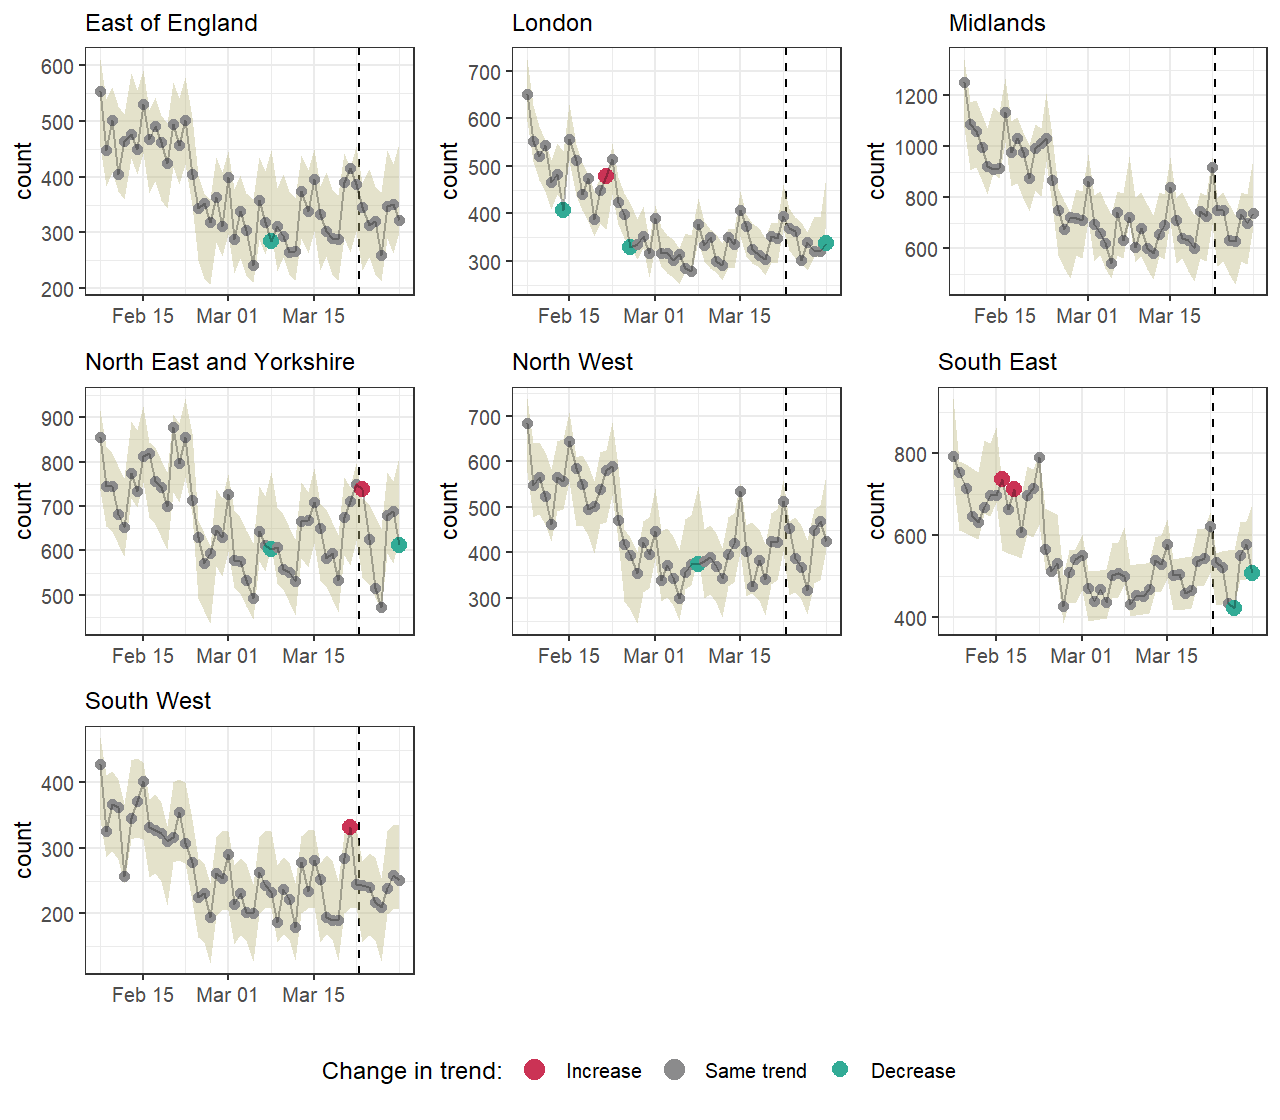 East of England
London
Midlands
count
600
500
400
300
200
Feb 15
Mar 01
Mar 15
count
700
600
500
400
300
Feb 15
Mar 01
Mar 15
count
1200
1000
800
600
Feb 15
Mar 01
Mar 15
North East and Yorkshire
North West
South East
count
900
800
700
600
500
Feb 15
Mar 01
Mar 15
count
700
600
500
400
300
Feb 15
Mar 01
Mar 15
count
800
600
400
Feb 15
Mar 01
Mar 15
South West
count
400
300
200
Feb 15
Mar 01
Mar 15
Change in trend: Increase Same trend Decrease